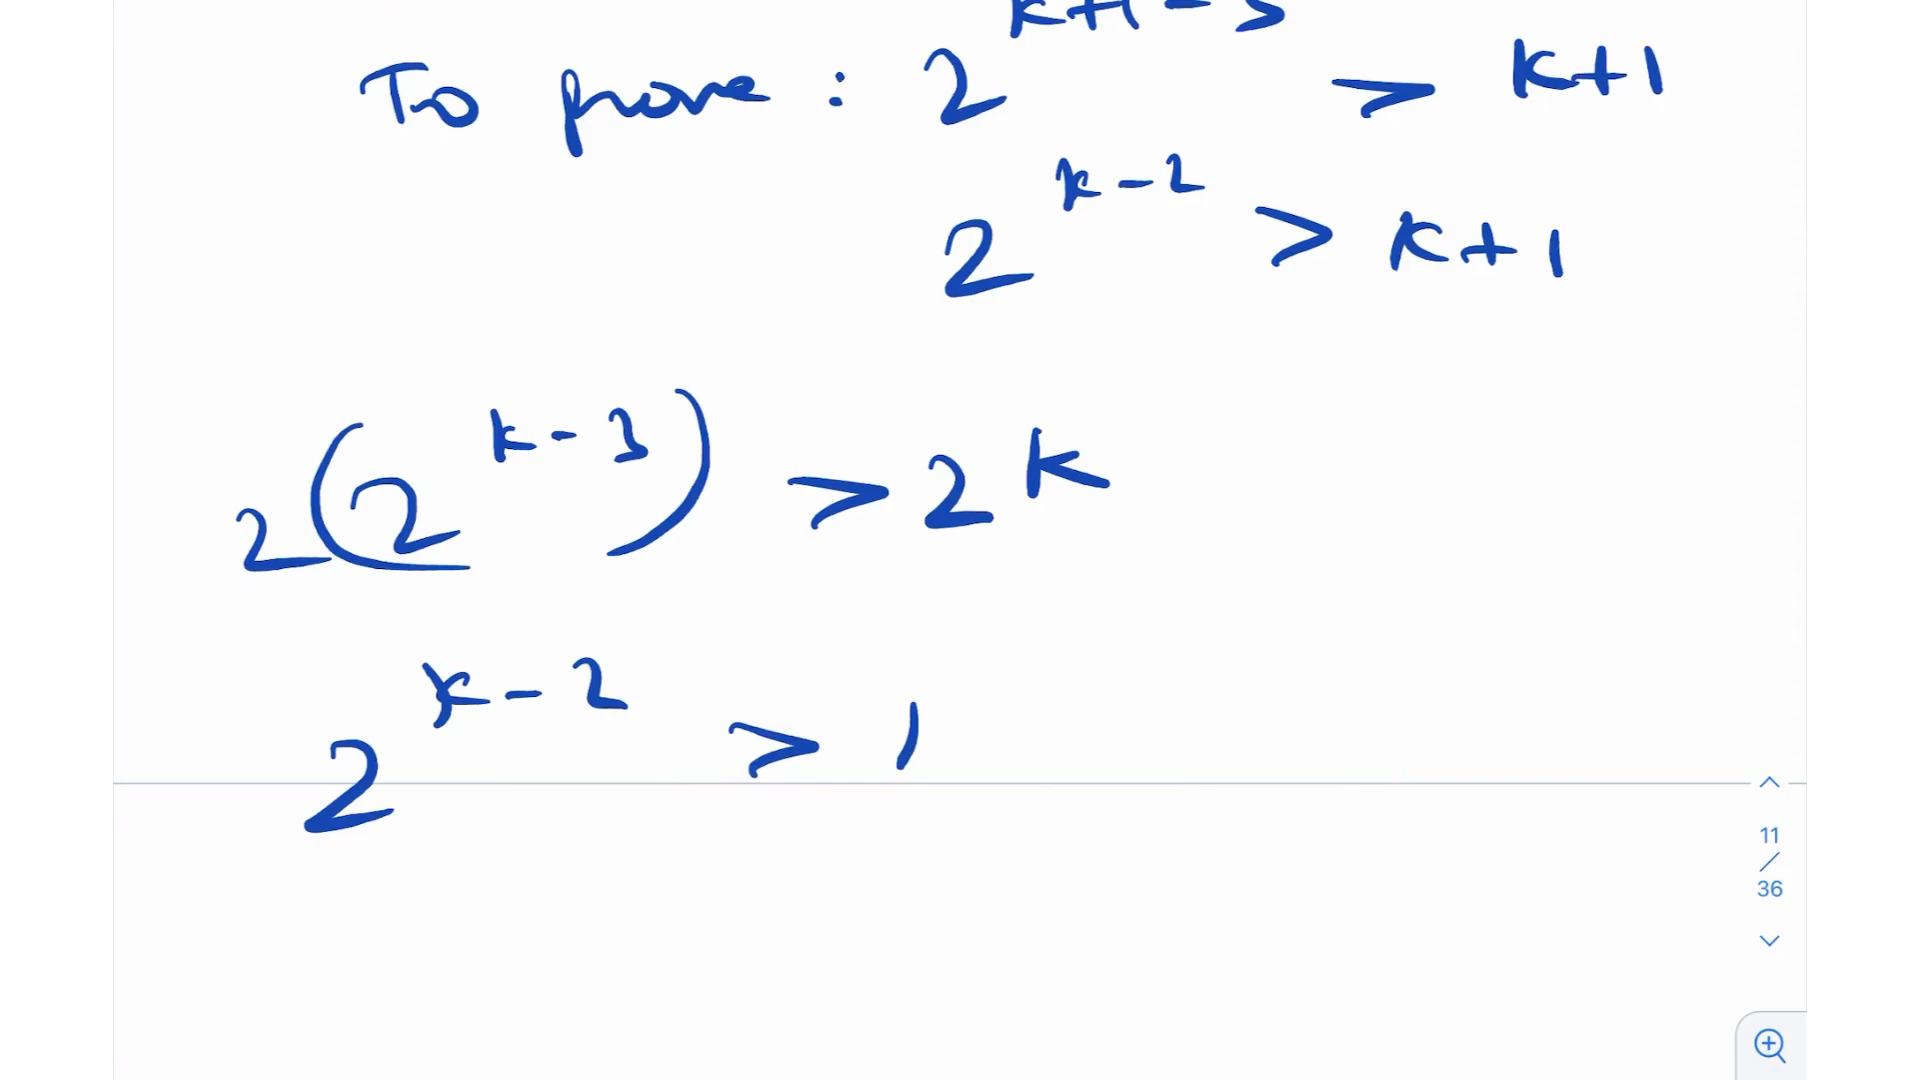 To prove : 2^{k+1-3} > k+1
2^{k-2} > k+1
2(2^{k-3}) > 2k
2^{k-2} > 1
11
/
36